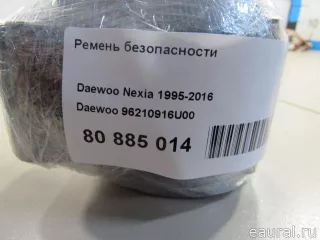 Ремень безопасности
Daewoo Nexia 1995-2016
Daewoo 96210916U00
80 885 014
© eaural.ru